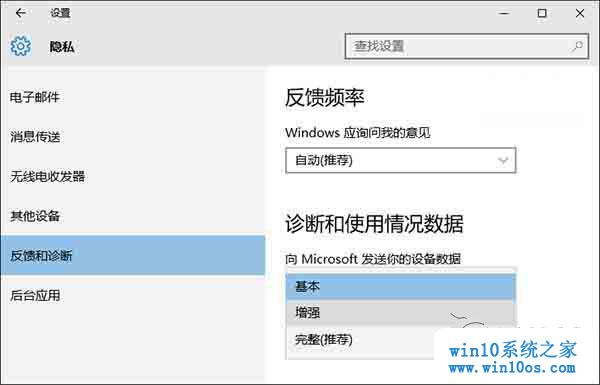 设置
隐私
查找设置
电子邮件
消息传送
无线电收发器
其他设备
反馈和诊断
后台应用
反馈频率
Windows 应询问我的意见
自动(推荐)
诊断和使用情况数据
向 Microsoft 发送你的设备数据
基本
增强
完整(推荐)
win10系统之家
www.win10os.com